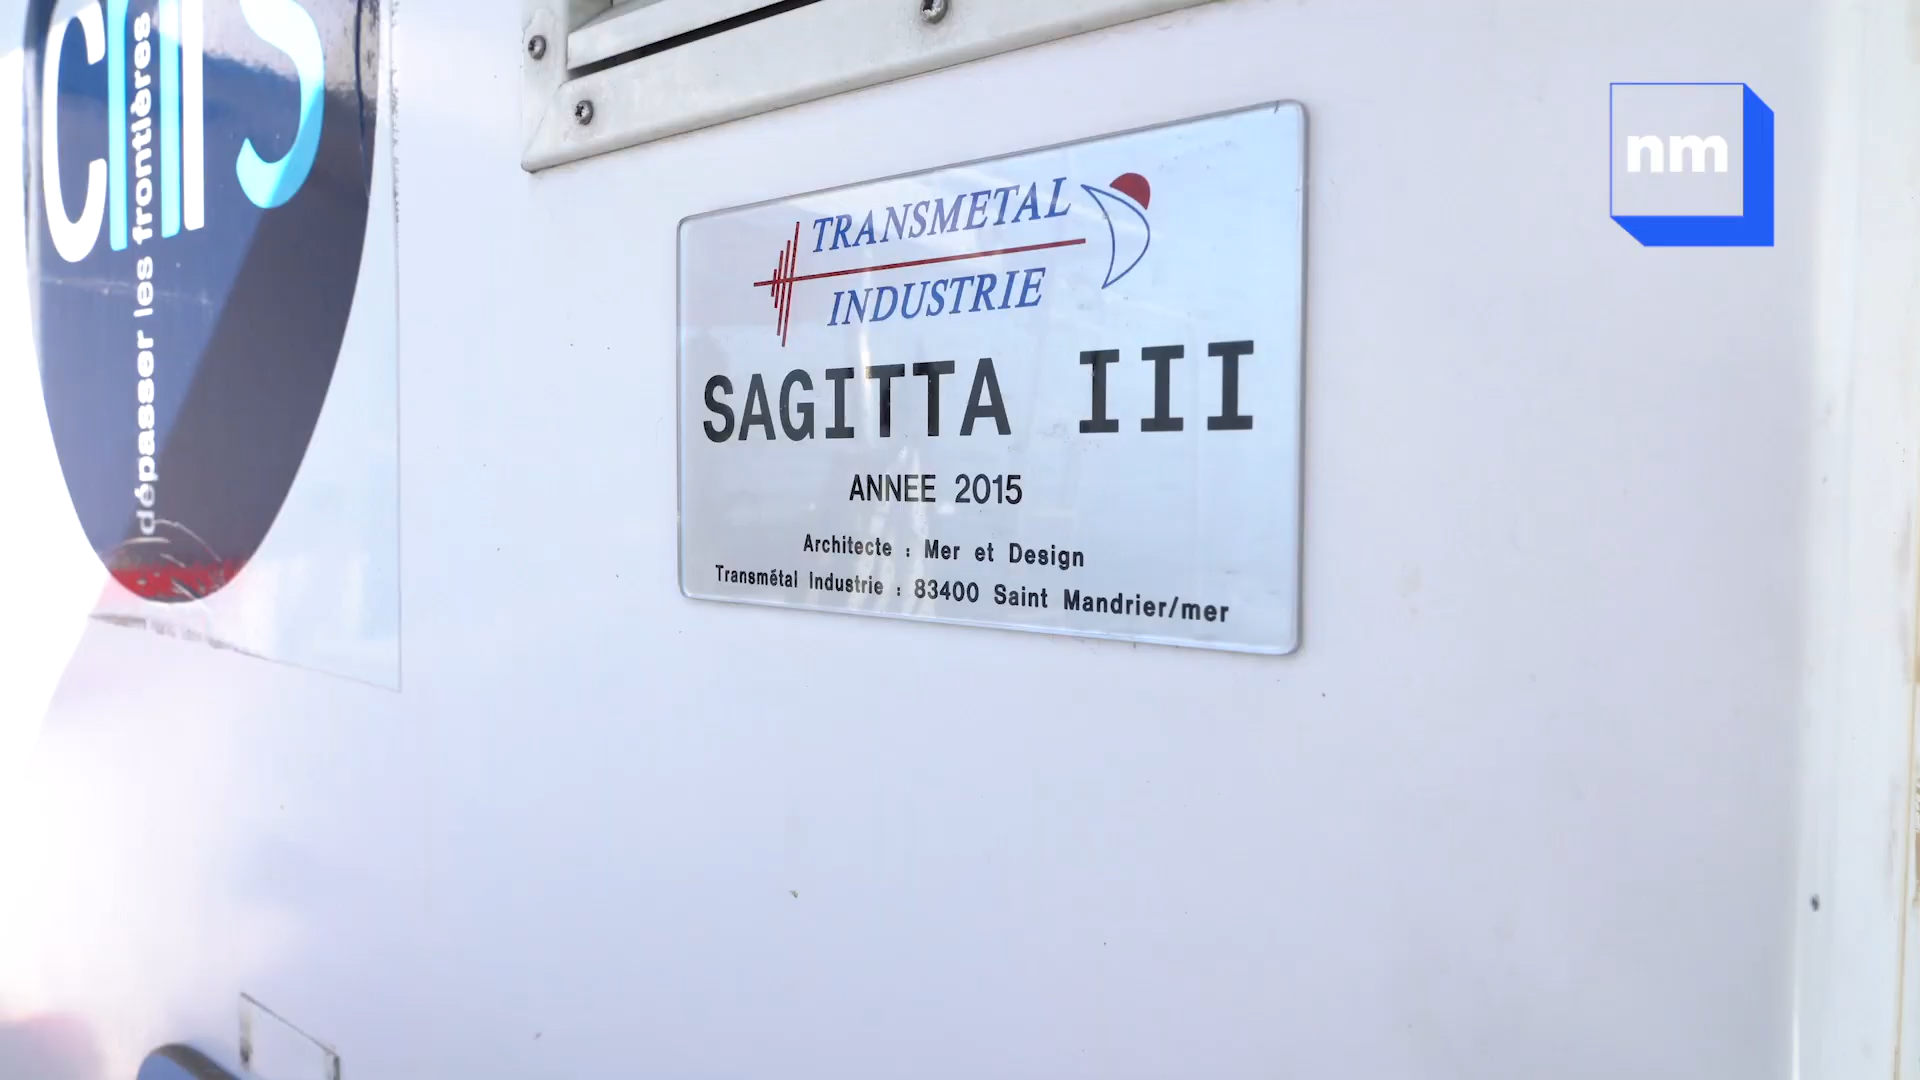 cnrs
dépasser les frontières
nm
TRANSMETAL
INDUSTRIE
SAGITTA III
ANNEE 2015
Architecte : Mer et Design
Transmétal Industrie : 83400 Saint Mandrier/mer